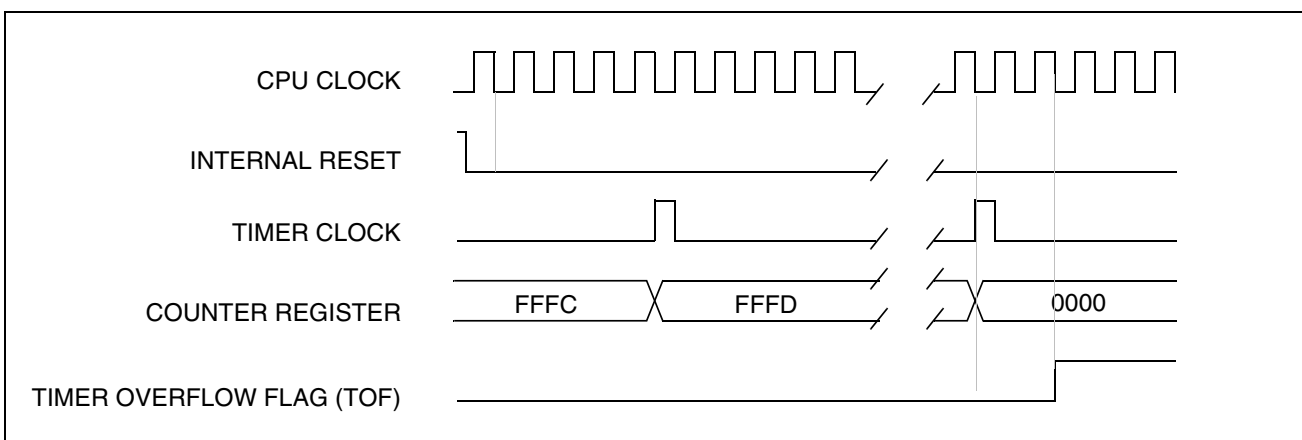 CPU CLOCK
INTERNAL RESET
TIMER CLOCK
COUNTER REGISTER FFFC FFFD 0000
TIMER OVERFLOW FLAG (TOF)